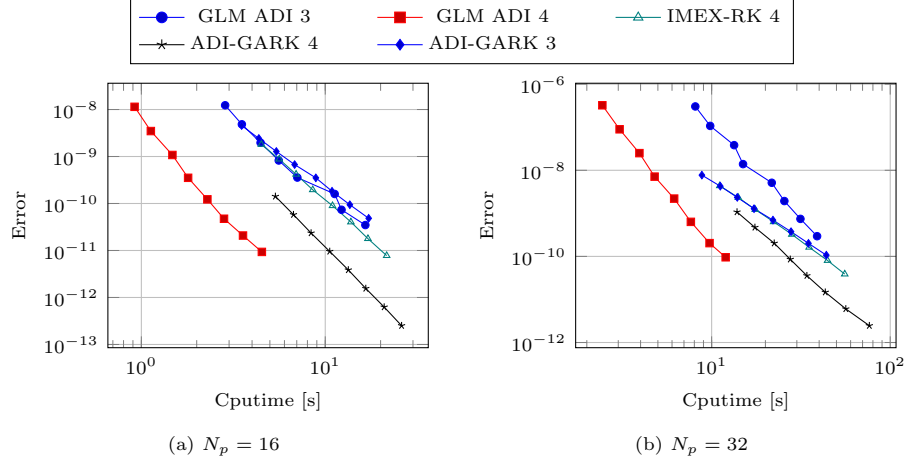 GLM ADI 3 GLM ADI 4 IMEX-RK 4
ADI-GARK 4 ADI-GARK 3
10^{-8}
10^{-9}
10^{-10}
10^{-11}
10^{-12}
10^{-13}
Error
10^0 10^1
Cputime [s]
(a) N_p = 16
10^{-6}
10^{-8}
10^{-10}
10^{-12}
Error
10^1 10^2
Cputime [s]
(b) N_p = 32